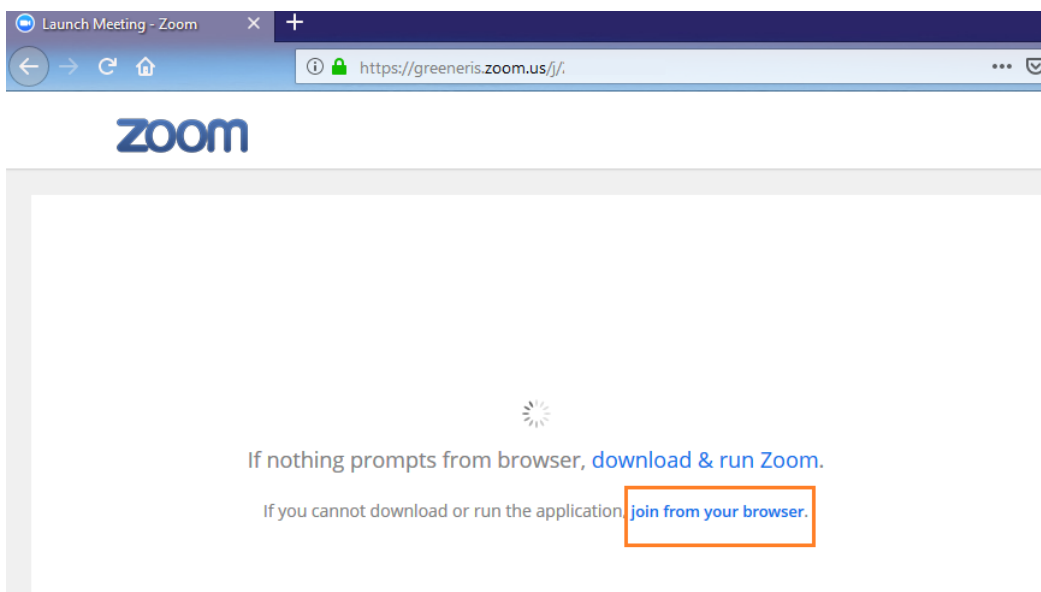 Launch Meeting - Zoom
https://greeneris.zoom.us/j/
zoom
If nothing prompts from browser, download & run Zoom.
If you cannot download or run the application, join from your browser.